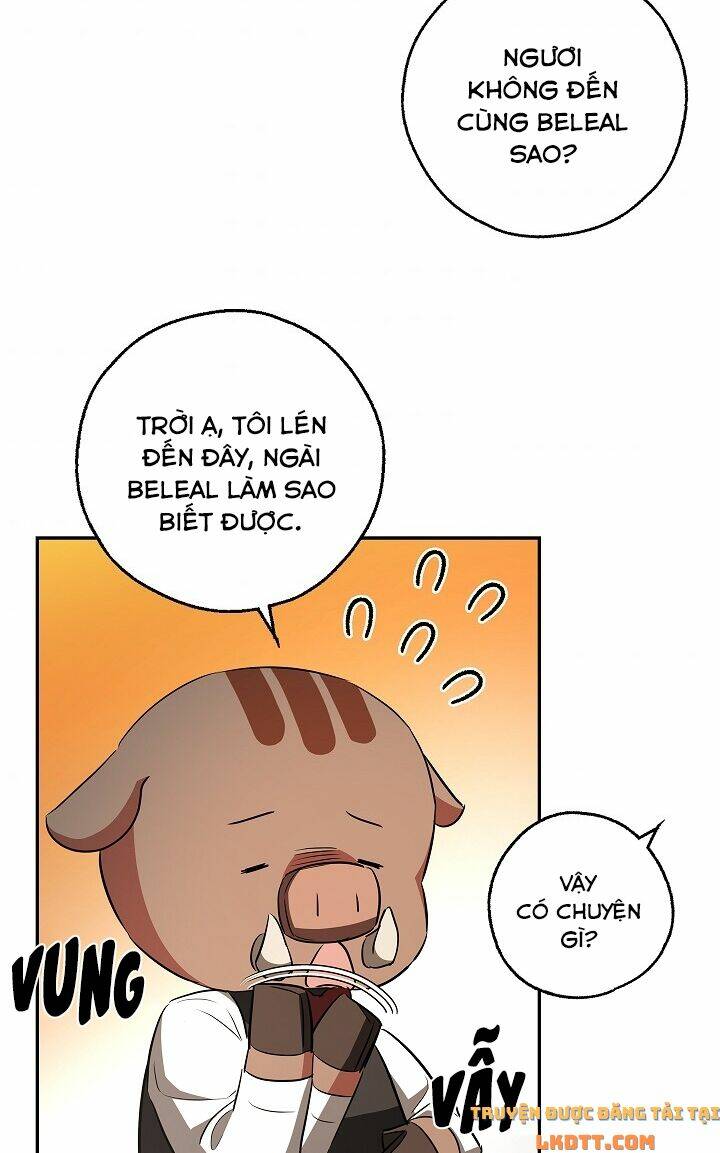 NGƯƠI
KHÔNG ĐẾN
CÙNG BELEAL
SAO?
TRỜI Ạ, TÔI LÉN
ĐẾN ĐÂY, NGÀI
BELEAL LÀM SAO
BIẾT ĐƯỢC.
VẬY
CÓ CHUYỆN
GÌ?
VUNG
VẪY
TRUYỆN ĐƯỢC ĐĂNG TẢI TẠI
LKDTT.COM